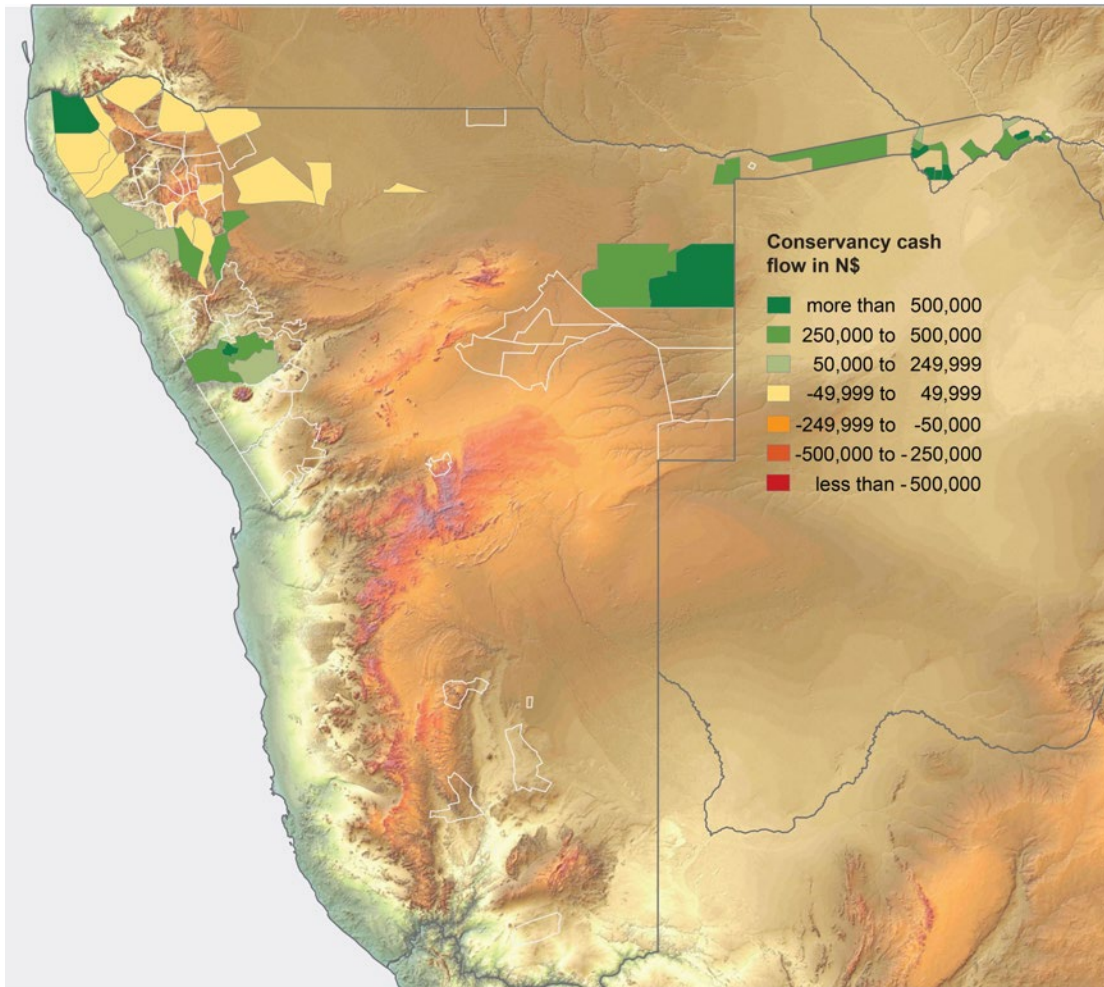 Conservancy cash
flow in N$
more than 500,000
250,000 to 500,000
50,000 to 249,999
-49,999 to 49,999
-249,999 to -50,000
-500,000 to -250,000
less than -500,000